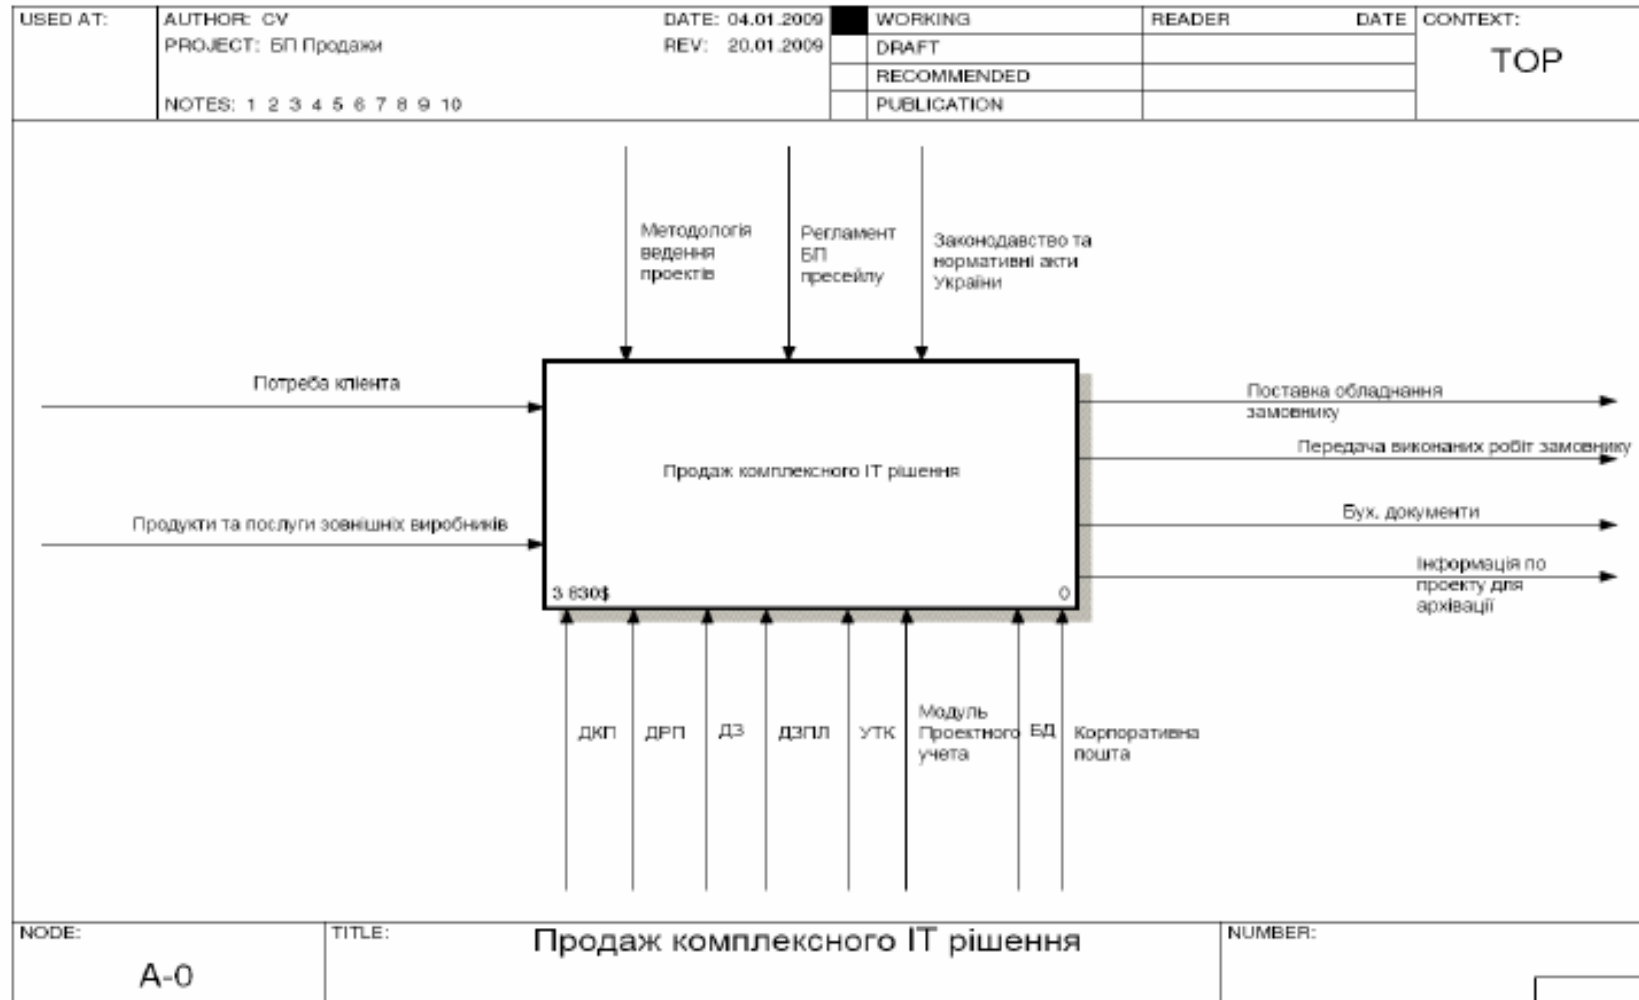 USED AT:
AUTHOR: CV
DATE: 04.01.2009
WORKING
READER
DATE
CONTEXT:
PROJECT: БП Продажи
REV: 20.01.2009
DRAFT
TOP
RECOMMENDED
NOTES: 1 2 3 4 5 6 7 8 9 10
PUBLICATION
Методологія
ведення
проектів
Регламент
БП
пресейлу
Законодавство та
нормативні акти
України
Потреба клієнта
Продукти та послуги зовнішніх виробників
Продаж комплексного ІТ рішення
3 830$
0
Поставка обладнання
замовнику
Передача виконаних робіт замовнику
Бух. документи
Інформація по
проекту для
архівації
ДКП
ДРП
ДЗ
ДЗПЛ
УТК
Модуль
Проектного
учета
БД
Корпоративна
пошта
NODE:
A-0
TITLE:
Продаж комплексного ІТ рішення
NUMBER: